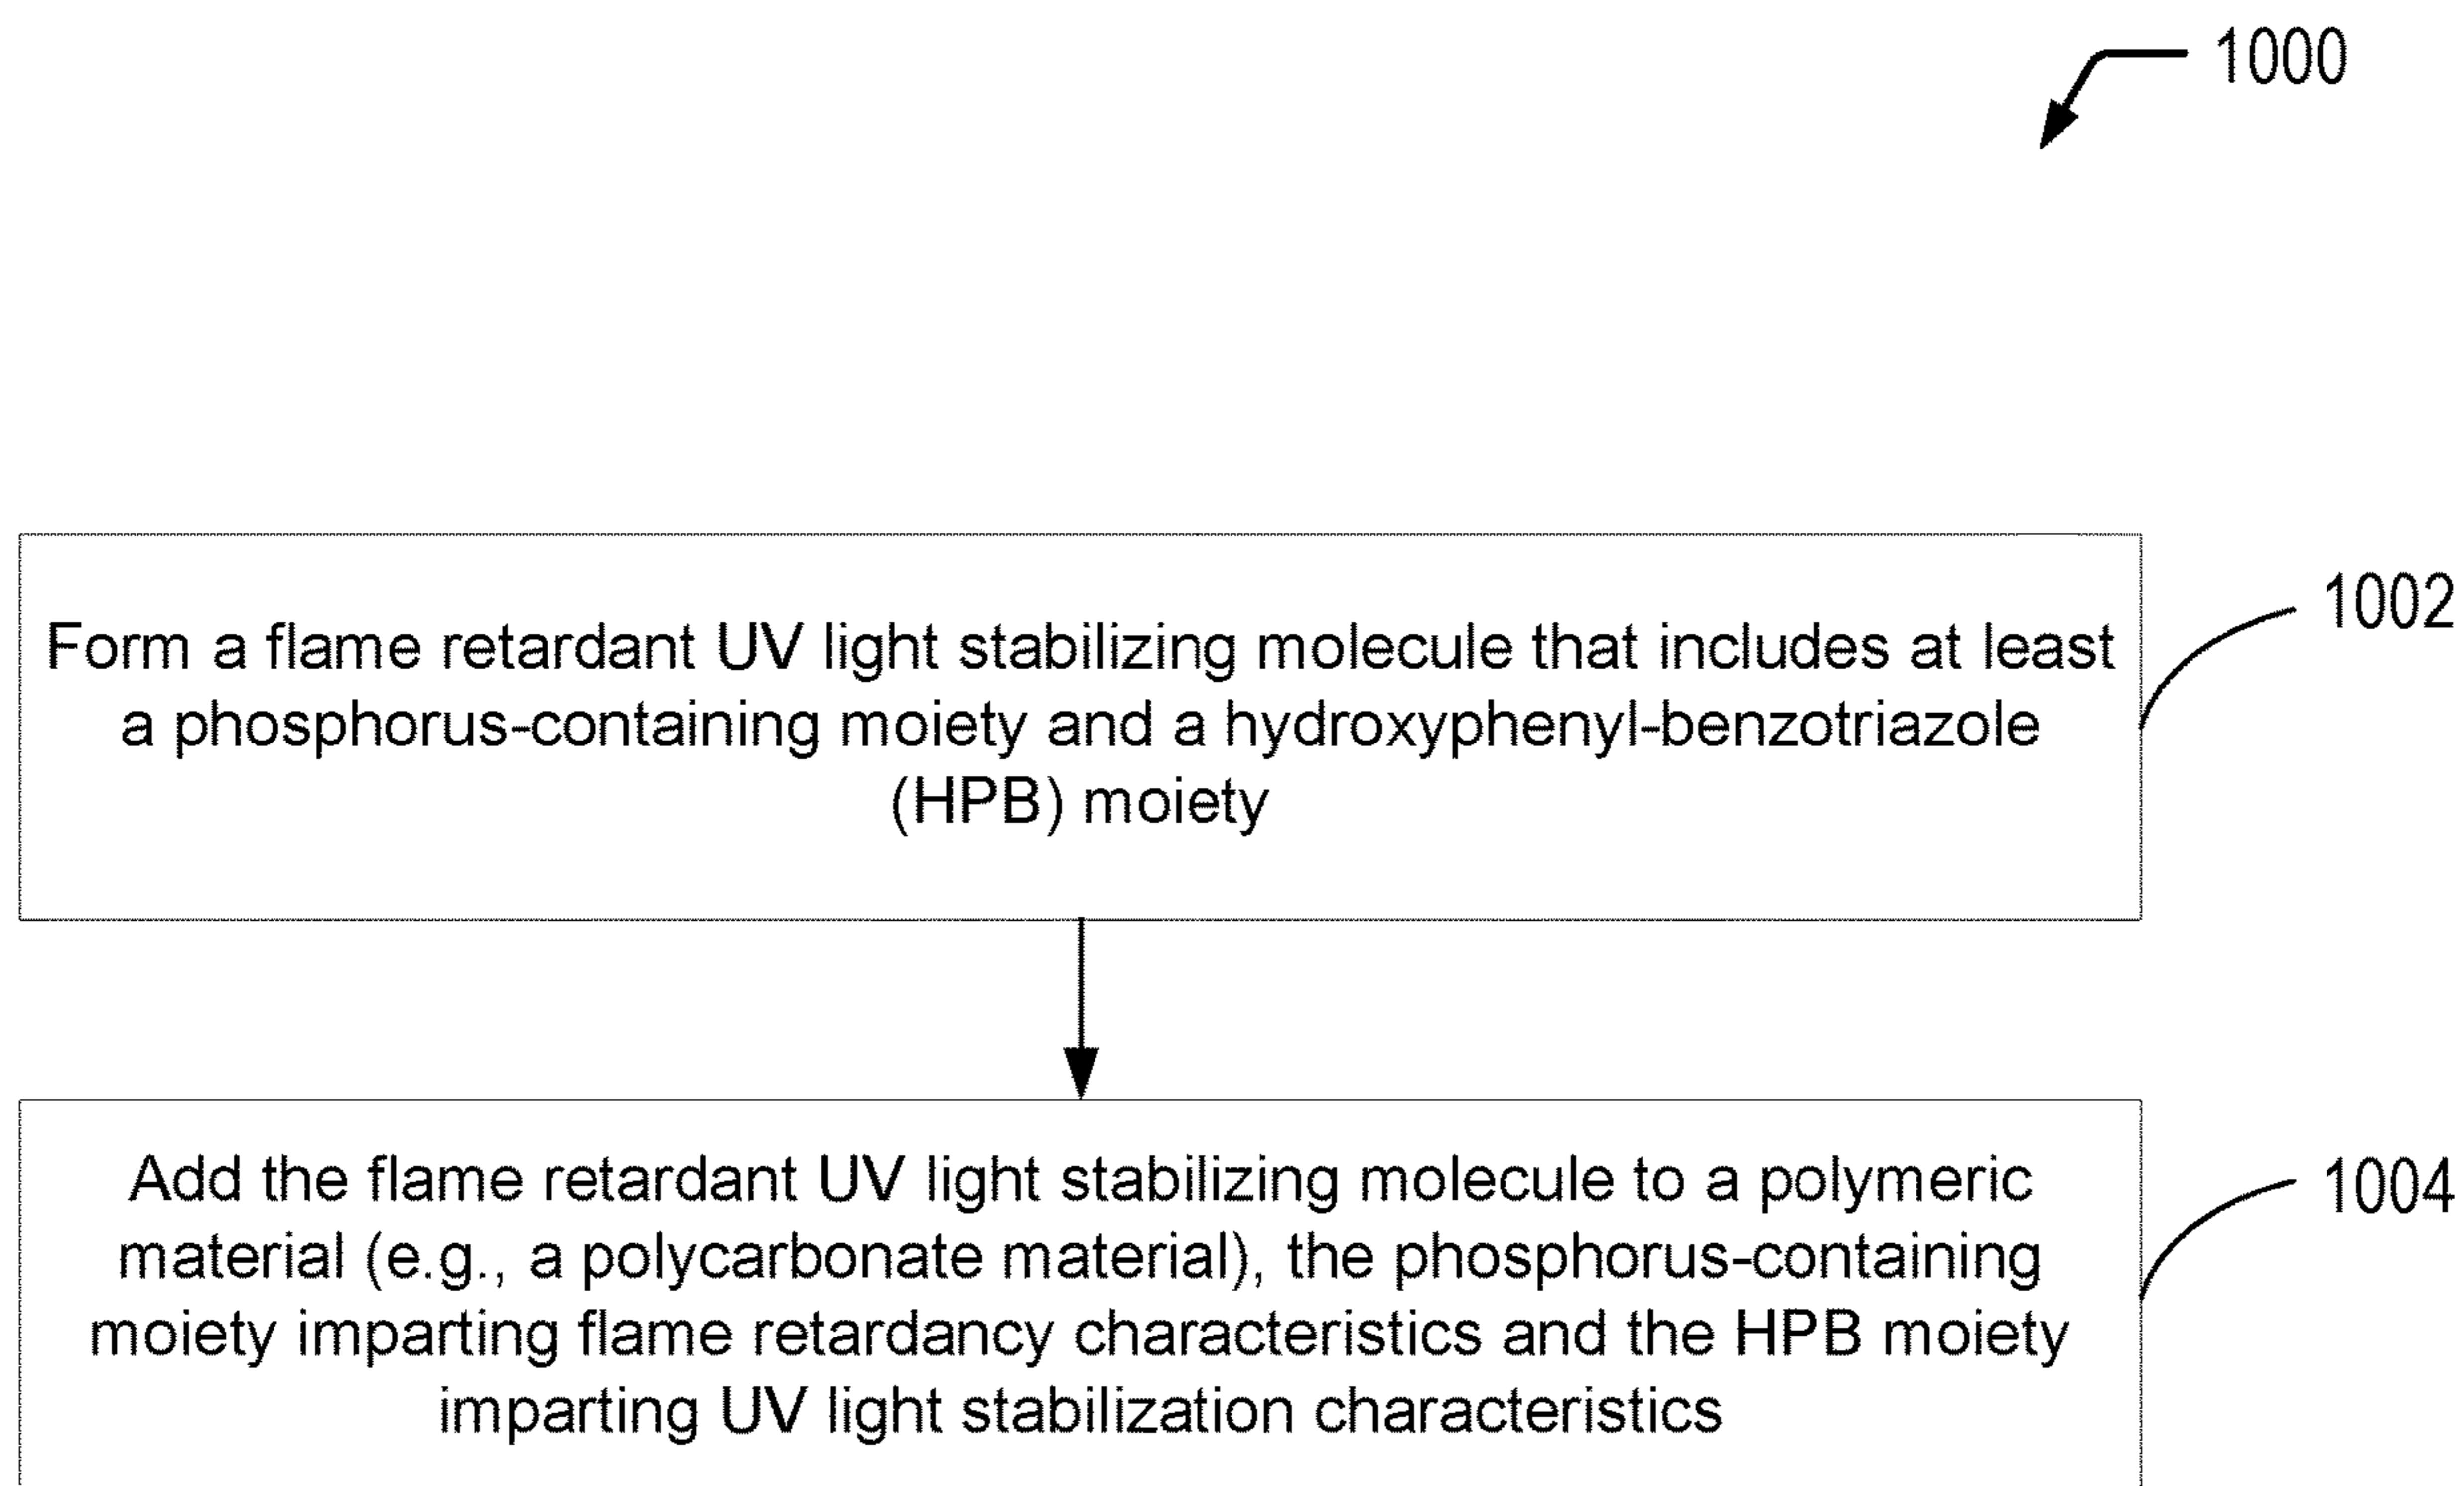 1000
Form a flame retardant UV light stabilizing molecule that includes at least
a phosphorus-containing moiety and a hydroxyphenyl-benzotriazole
(HPB) moiety
1002
Add the flame retardant UV light stabilizing molecule to a polymeric
material (e.g., a polycarbonate material), the phosphorus-containing
moiety imparting flame retardancy characteristics and the HPB moiety
imparting UV light stabilization characteristics
1004